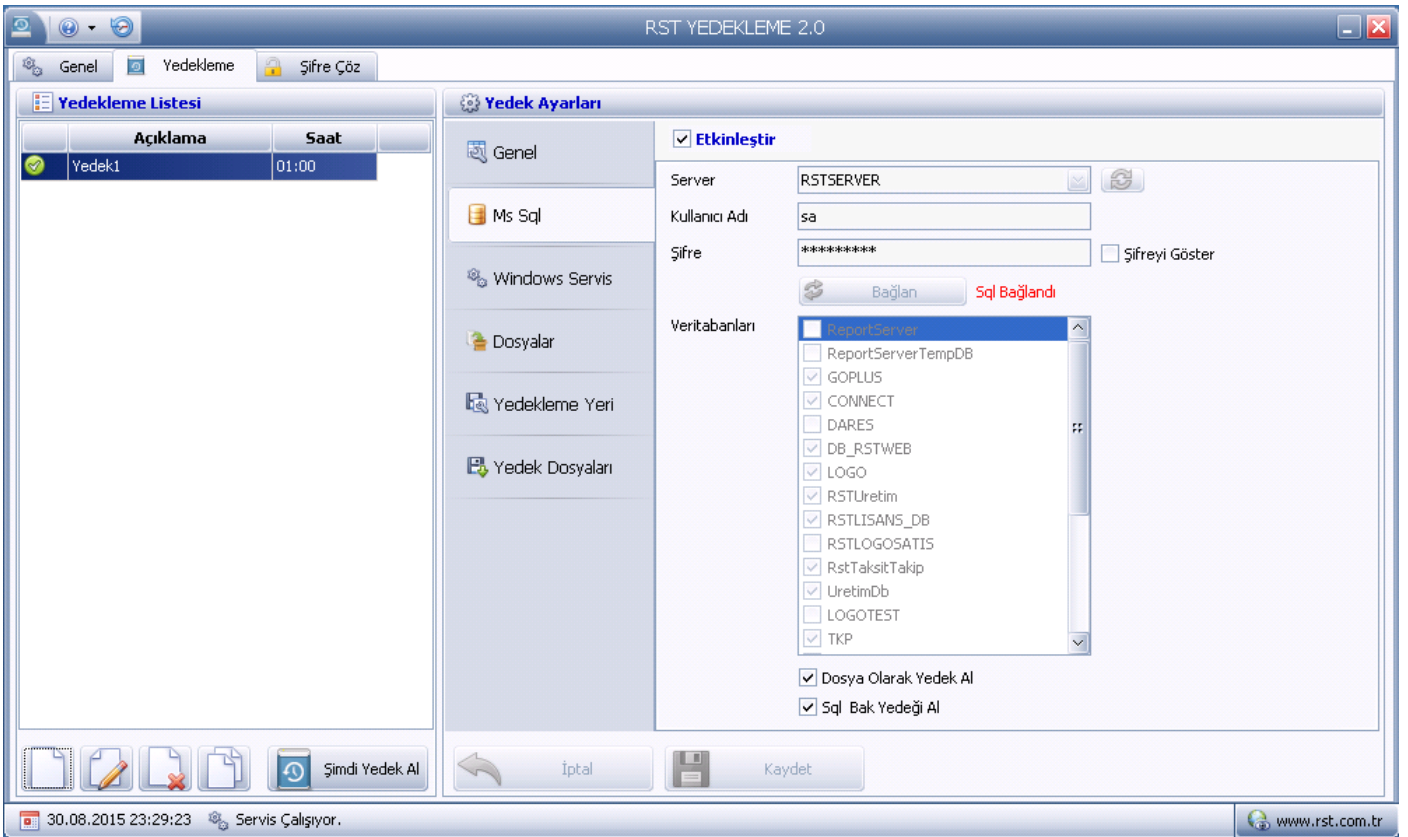 RST YEDEKLEME 2.0
Genel
Yedekleme
Şifre Çöz
Yedekleme Listesi
Açıklama Saat
Yedek1 01:00
Şimdi Yedek Al
Yedek Ayarları
Genel
Ms Sql
Windows Servis
Dosyalar
Yedekleme Yeri
Yedek Dosyaları
Etkinleştir
Server RSTSERVER
Kullanıcı Adı sa
Şifre ********* Şifreyi Göster
Bağlan Sql Bağlandı
Veritabanları
ReportServer
ReportServerTempDB
GOPLUS
CONNECT
DARES
DB_RSTWEB
LOGO
RSTUretim
RSTLISANS_DB
RSTLOGOSATIS
RstTaksitTakip
UretimDb
LOGOTEST
TKP
Dosya Olarak Yedek Al
Sql Bak Yedeği Al
İptal
Kaydet
30.08.2015 23:29:23 Servis Çalışıyor.
www.rst.com.tr